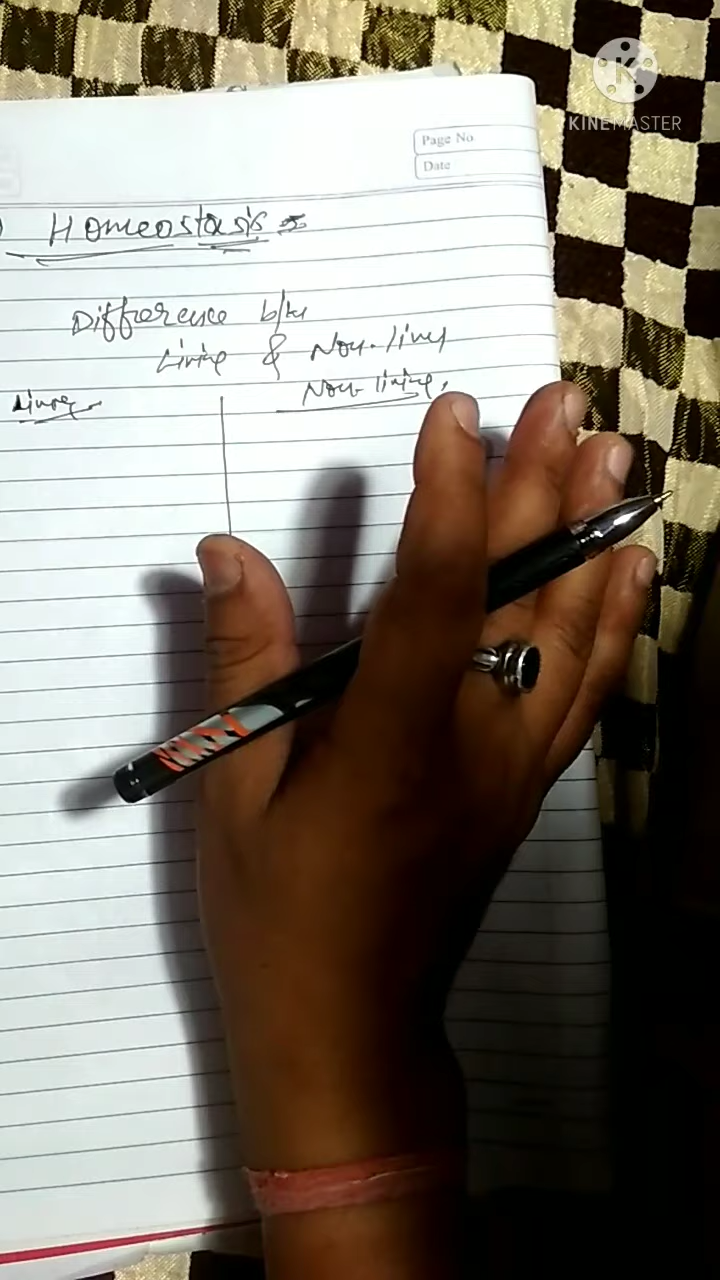 KINEMASTER
Page No
Date
Homeostasis
Difference b/w
Living & Non-living
Living
Non-living